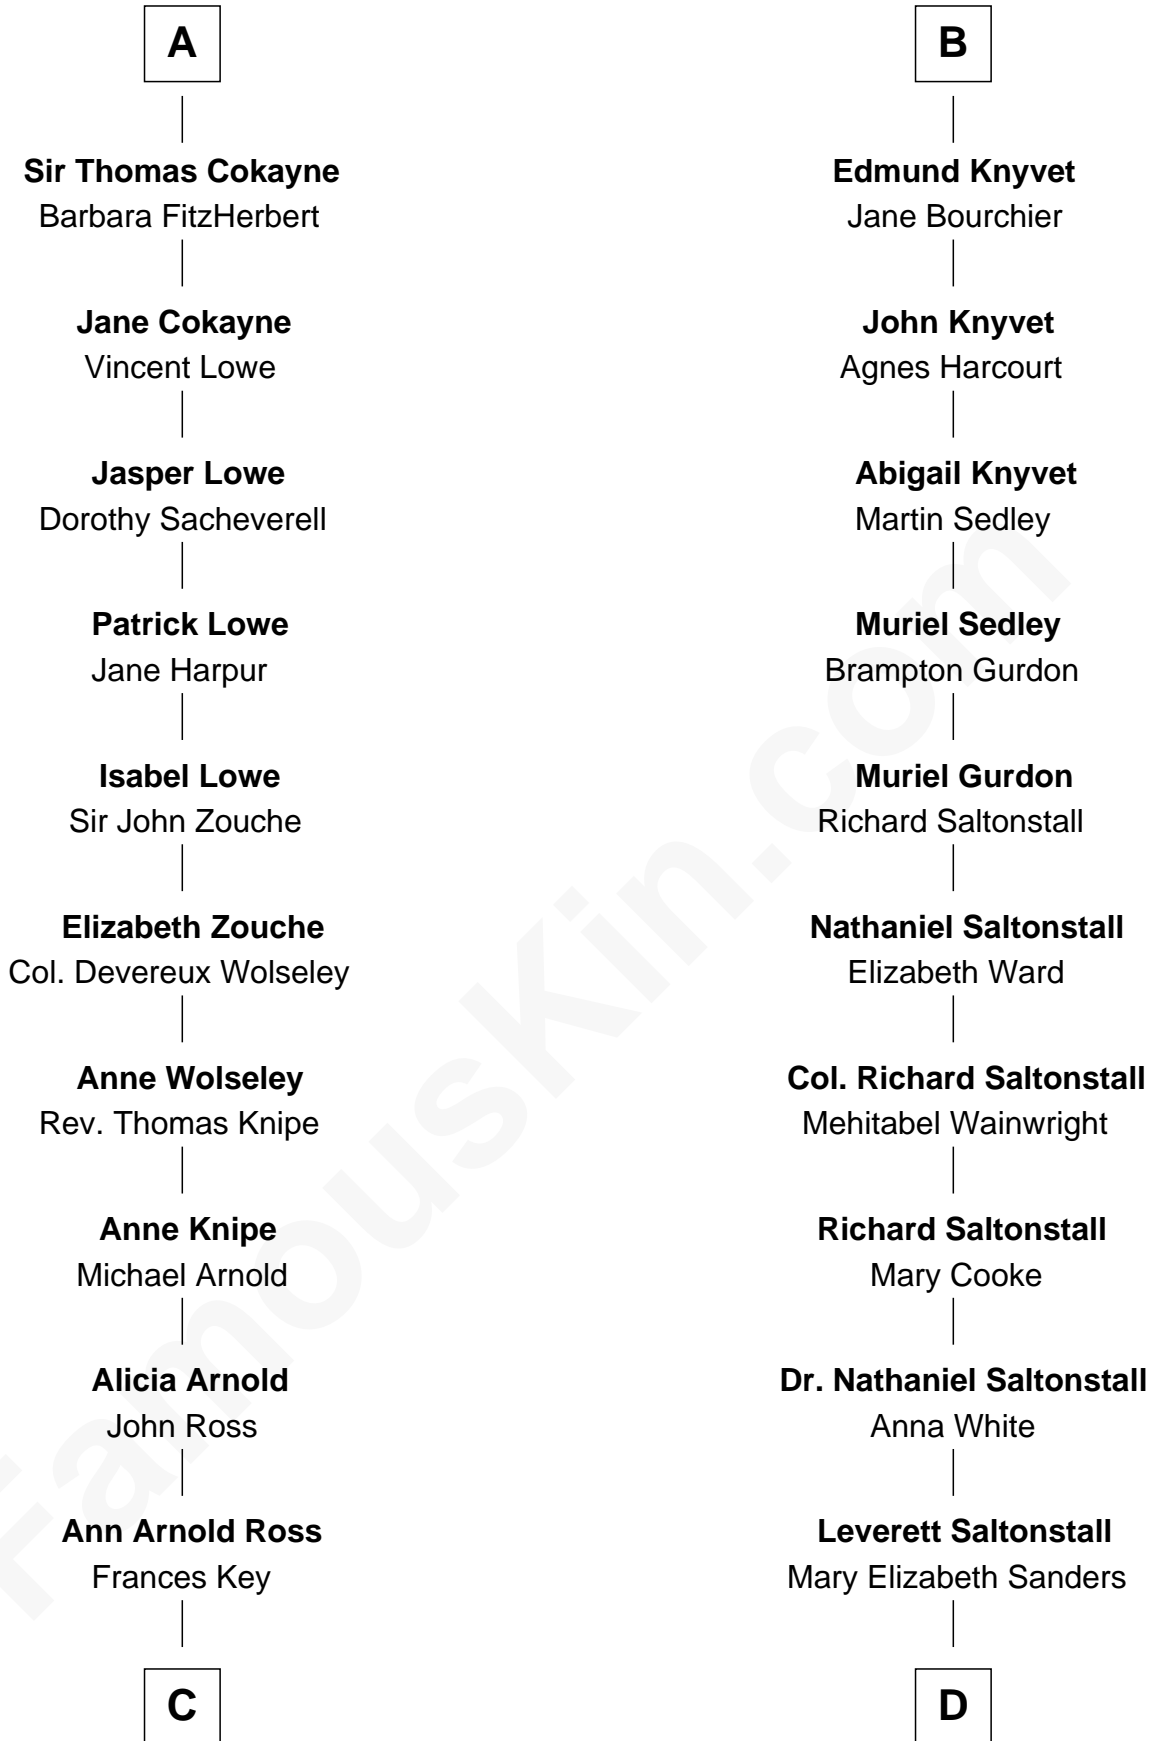 A
Sir Thomas Cokayne
Barbara FitzHerbert
Jane Cokayne
Vincent Lowe
Jasper Lowe
Dorothy Sacheverell
Patrick Lowe
Jane Harpur
Isabel Lowe
Sir John Zouche
Elizabeth Zouche
Col. Devereux Wolseley
Anne Wolseley
Rev. Thomas Knipe
Anne Knipe
Michael Arnold
Alicia Arnold
John Ross
Ann Arnold Ross
Frances Key
C
B
Edmund Knyvet
Jane Bourchier
John Knyvet
Agnes Harcourt
Abigail Knyvet
Martin Sedley
Muriel Sedley
Brampton Gurdon
Muriel Gurdon
Richard Saltonstall
Nathaniel Saltonstall
Elizabeth Ward
Col. Richard Saltonstall
Mehitabel Wainwright
Richard Saltonstall
Mary Cooke
Dr. Nathaniel Saltonstall
Anna White
Leverett Saltonstall
Mary Elizabeth Sanders
D
FamousKin.com